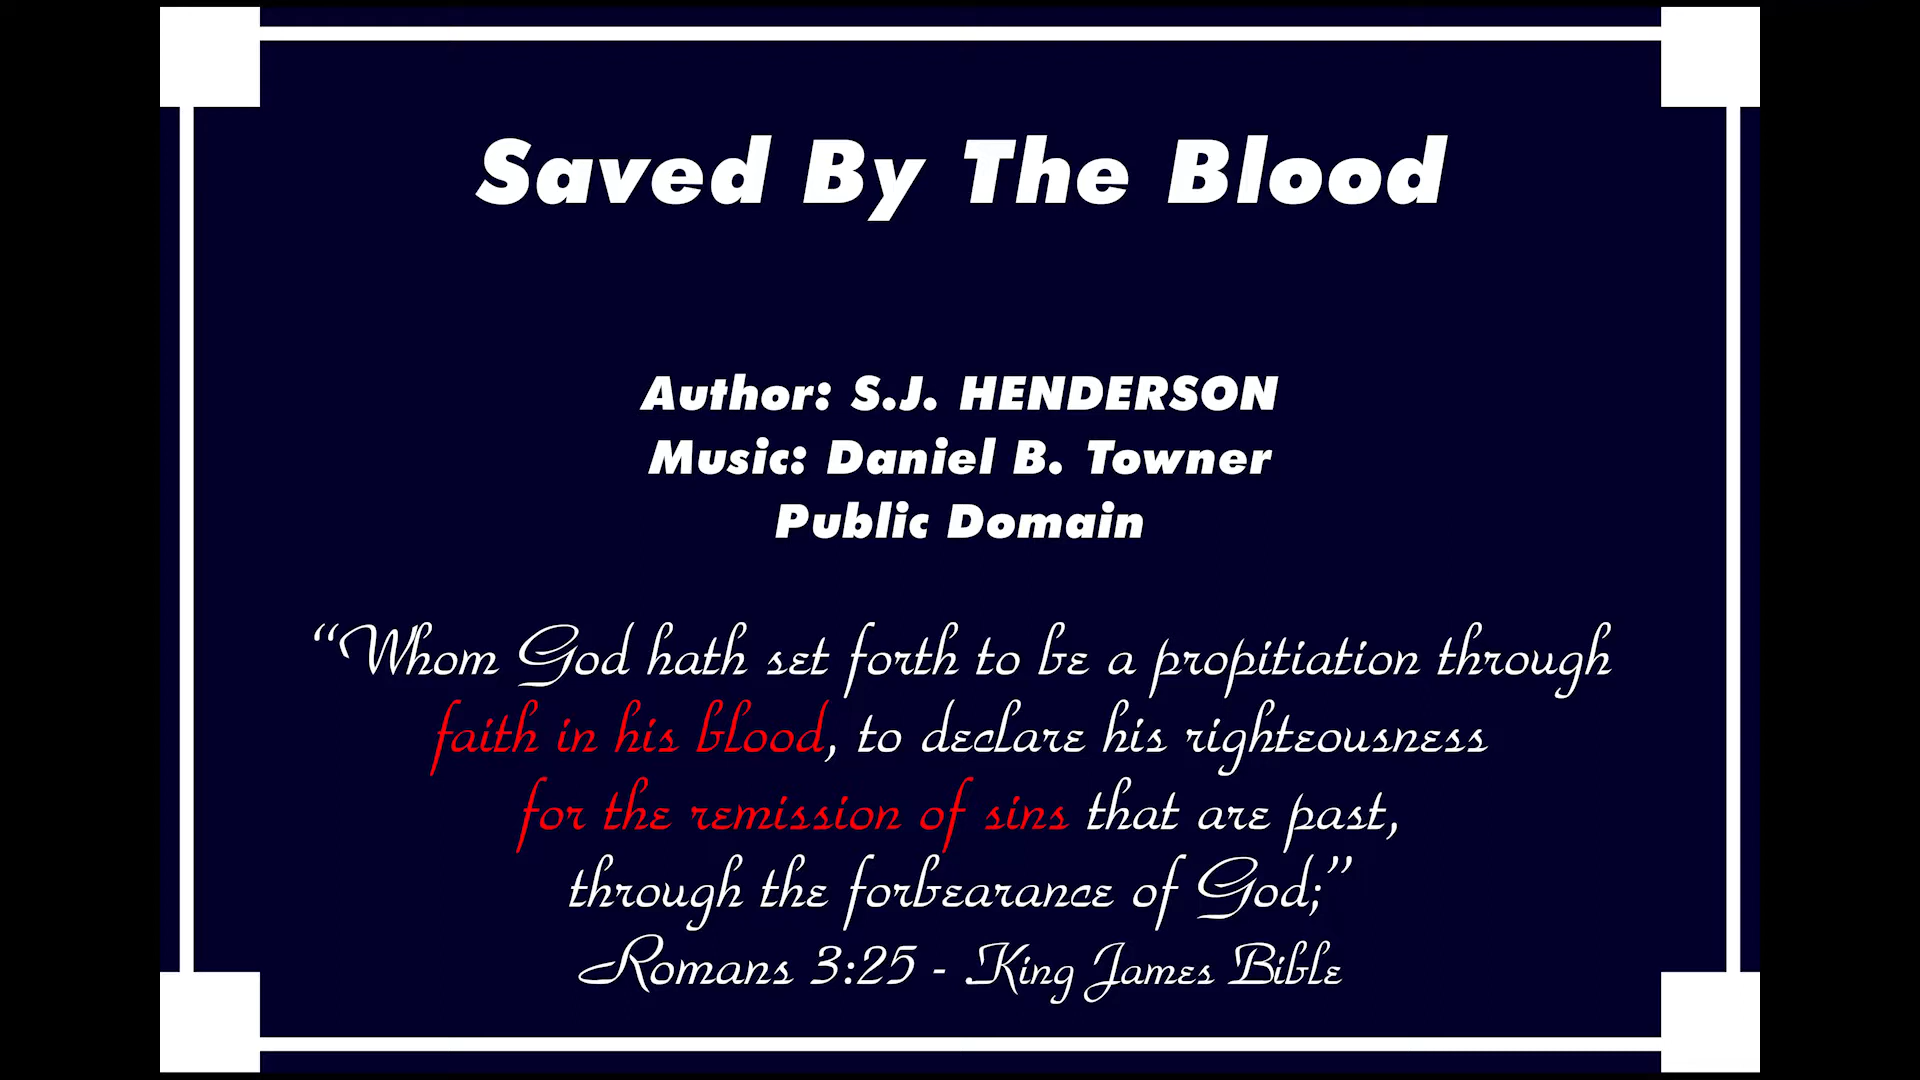 Saved By The Blood
Author: S.J. HENDERSON
Music: Daniel B. Towner
Public Domain
“Whom God hath set forth to be a propitiation through
faith in his blood, to declare his righteousness
for the remission of sins that are past,
through the forbearance of God;”
Romans 3:25 - King James Bible